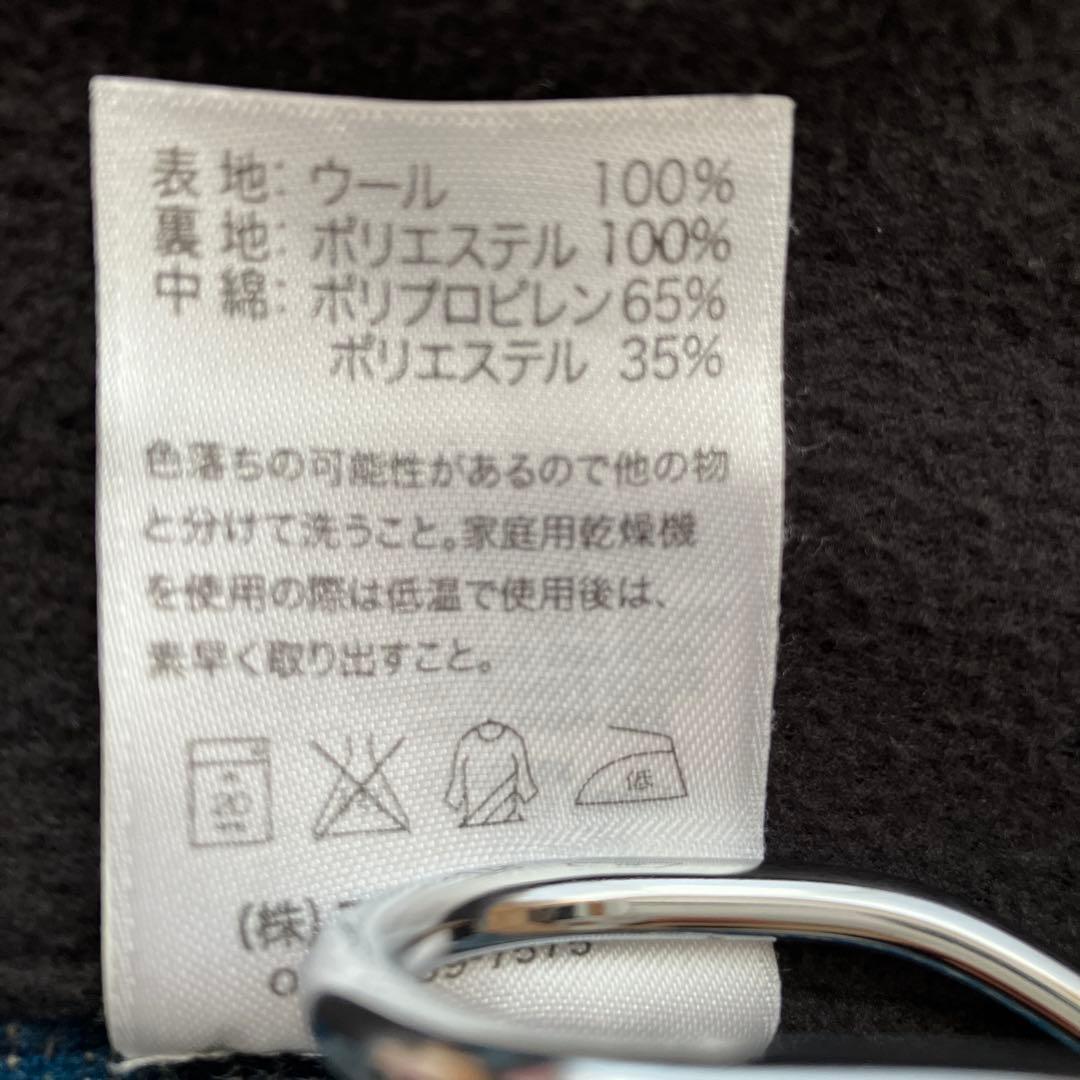 表 地: ウール 100%
裏 地: ポリエステル 100%
中 綿: ポリプロピレン 65%
ポリエステル 35%
色落ちの可能性があるので他の物
と分けて洗うこと。家庭用乾燥機
を使用の際は低温で使用後は、
素早く取り出すこと。
低
(株)
7575